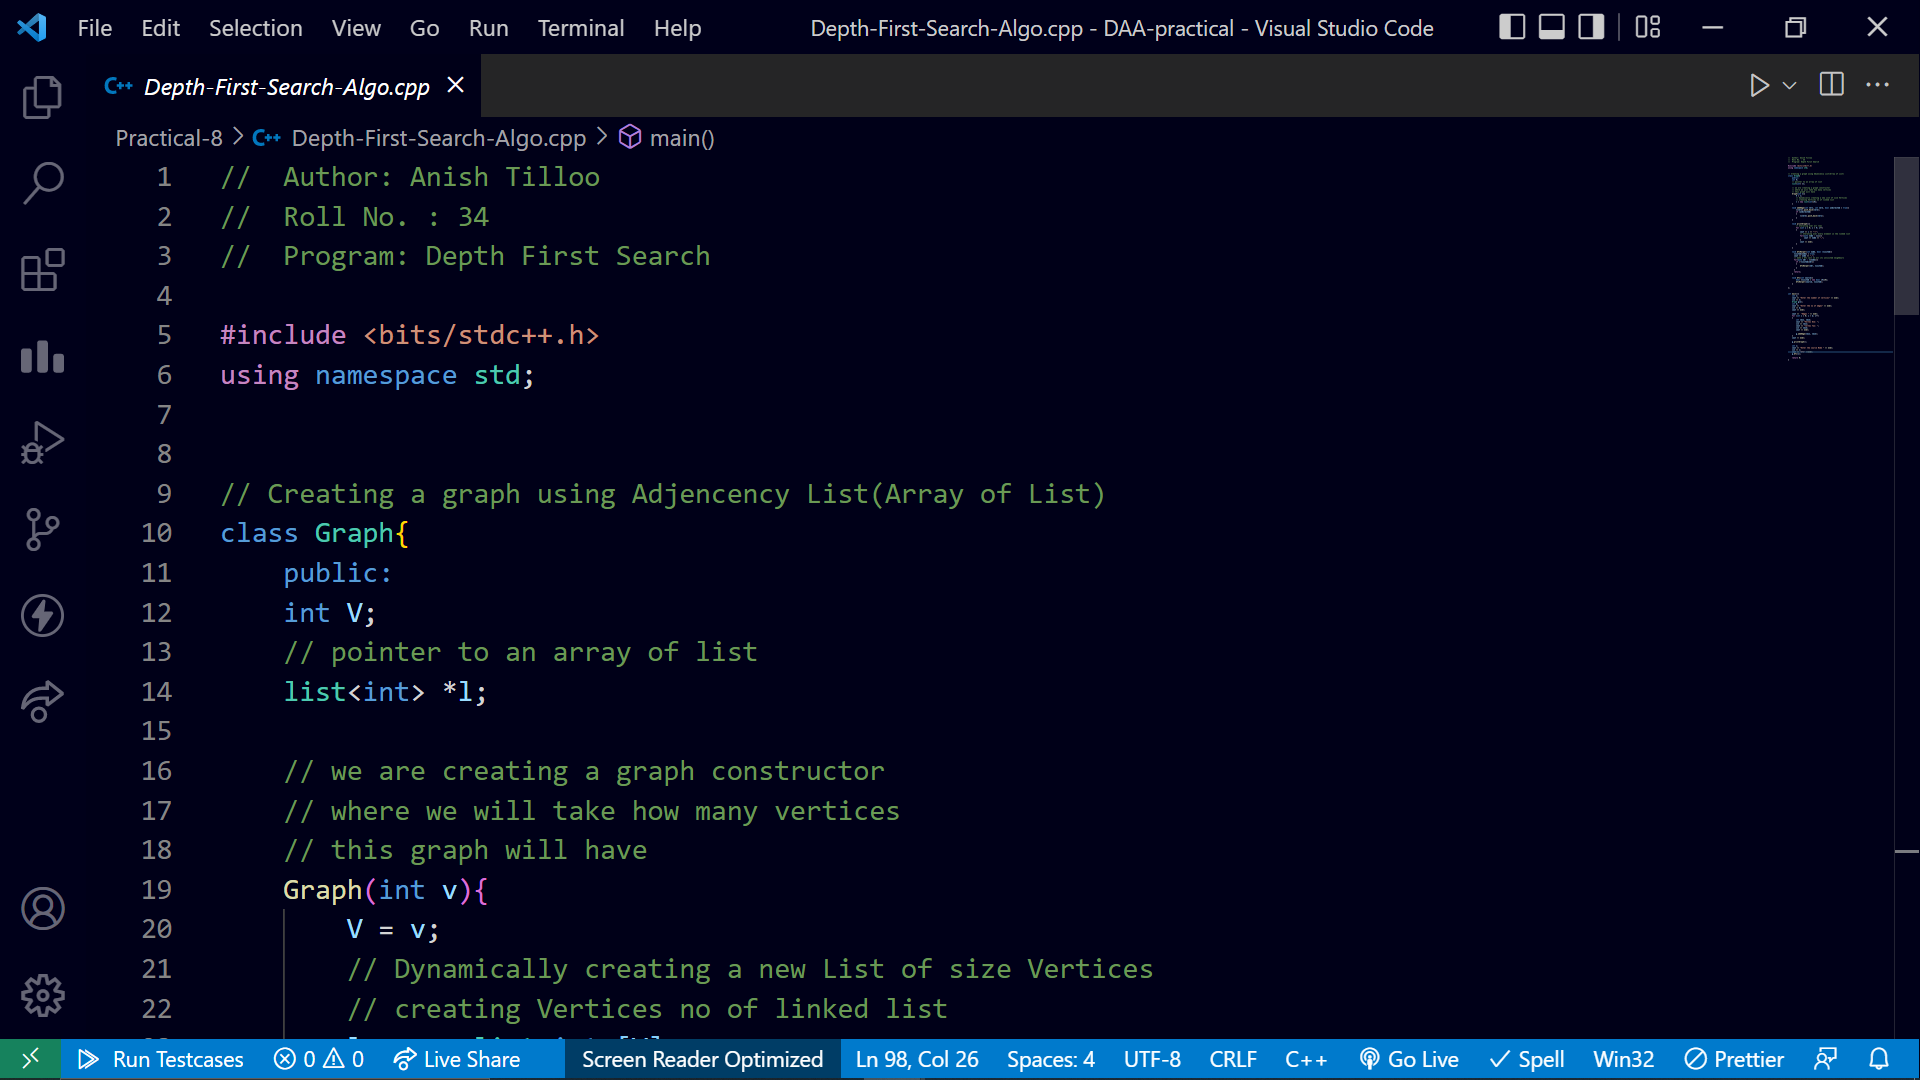 File Edit Selection View Go Run Terminal Help Depth-First-Search-Algo.cpp - DAA-practical - Visual Studio Code
C++ Depth-First-Search-Algo.cpp
Practical-8 > C++ Depth-First-Search-Algo.cpp > main()
1 // Author: Anish Tilloo
2 // Roll No. : 34
3 // Program: Depth First Search
4
5 #include <bits/stdc++.h>
6 using namespace std;
7
8
9 // Creating a graph using Adjencency List(Array of List)
10 class Graph{
11 public:
12 int V;
13 // pointer to an array of list
14 list<int> *l;
15
16 // we are creating a graph constructor
17 // where we will take how many vertices
18 // this graph will have
19 Graph(int v){
20 V = v;
21 // Dynamically creating a new List of size Vertices
22 // creating Vertices no of linked list
Run Testcases 0 0 Live Share Screen Reader Optimized Ln 98, Col 26 Spaces: 4 UTF-8 CRLF C++ Go Live Spell Win32 Prettier